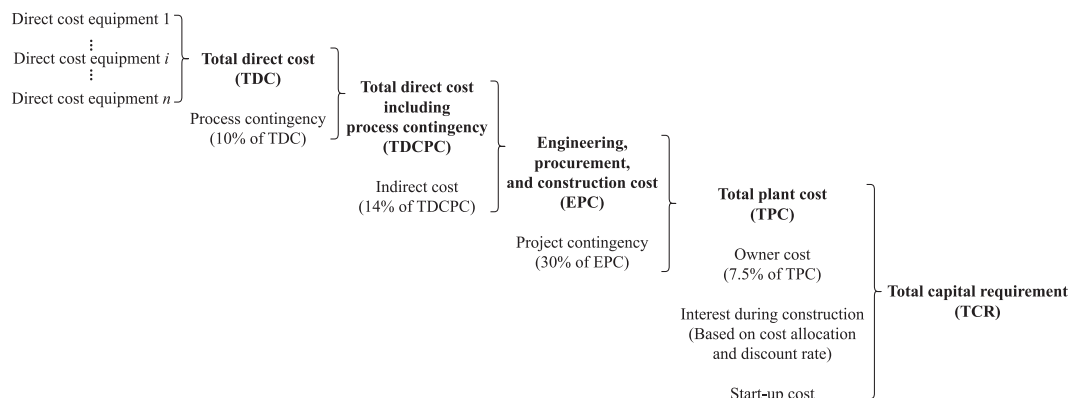 Direct cost equipment 1
Direct cost equipment i
Direct cost equipment n
Total direct cost
(TDC)
Process contingency
(10% of TDC)
Total direct cost
including
process contingency
(TDCPC)
Indirect cost
(14% of TDCPC)
Engineering,
procurement,
and construction cost
(EPC)
Project contingency
(30% of EPC)
Total plant cost
(TPC)
Owner cost
(7.5% of TPC)
Interest during construction
(Based on cost allocation
and discount rate)
Start-up cost
Total capital requirement
(TCR)